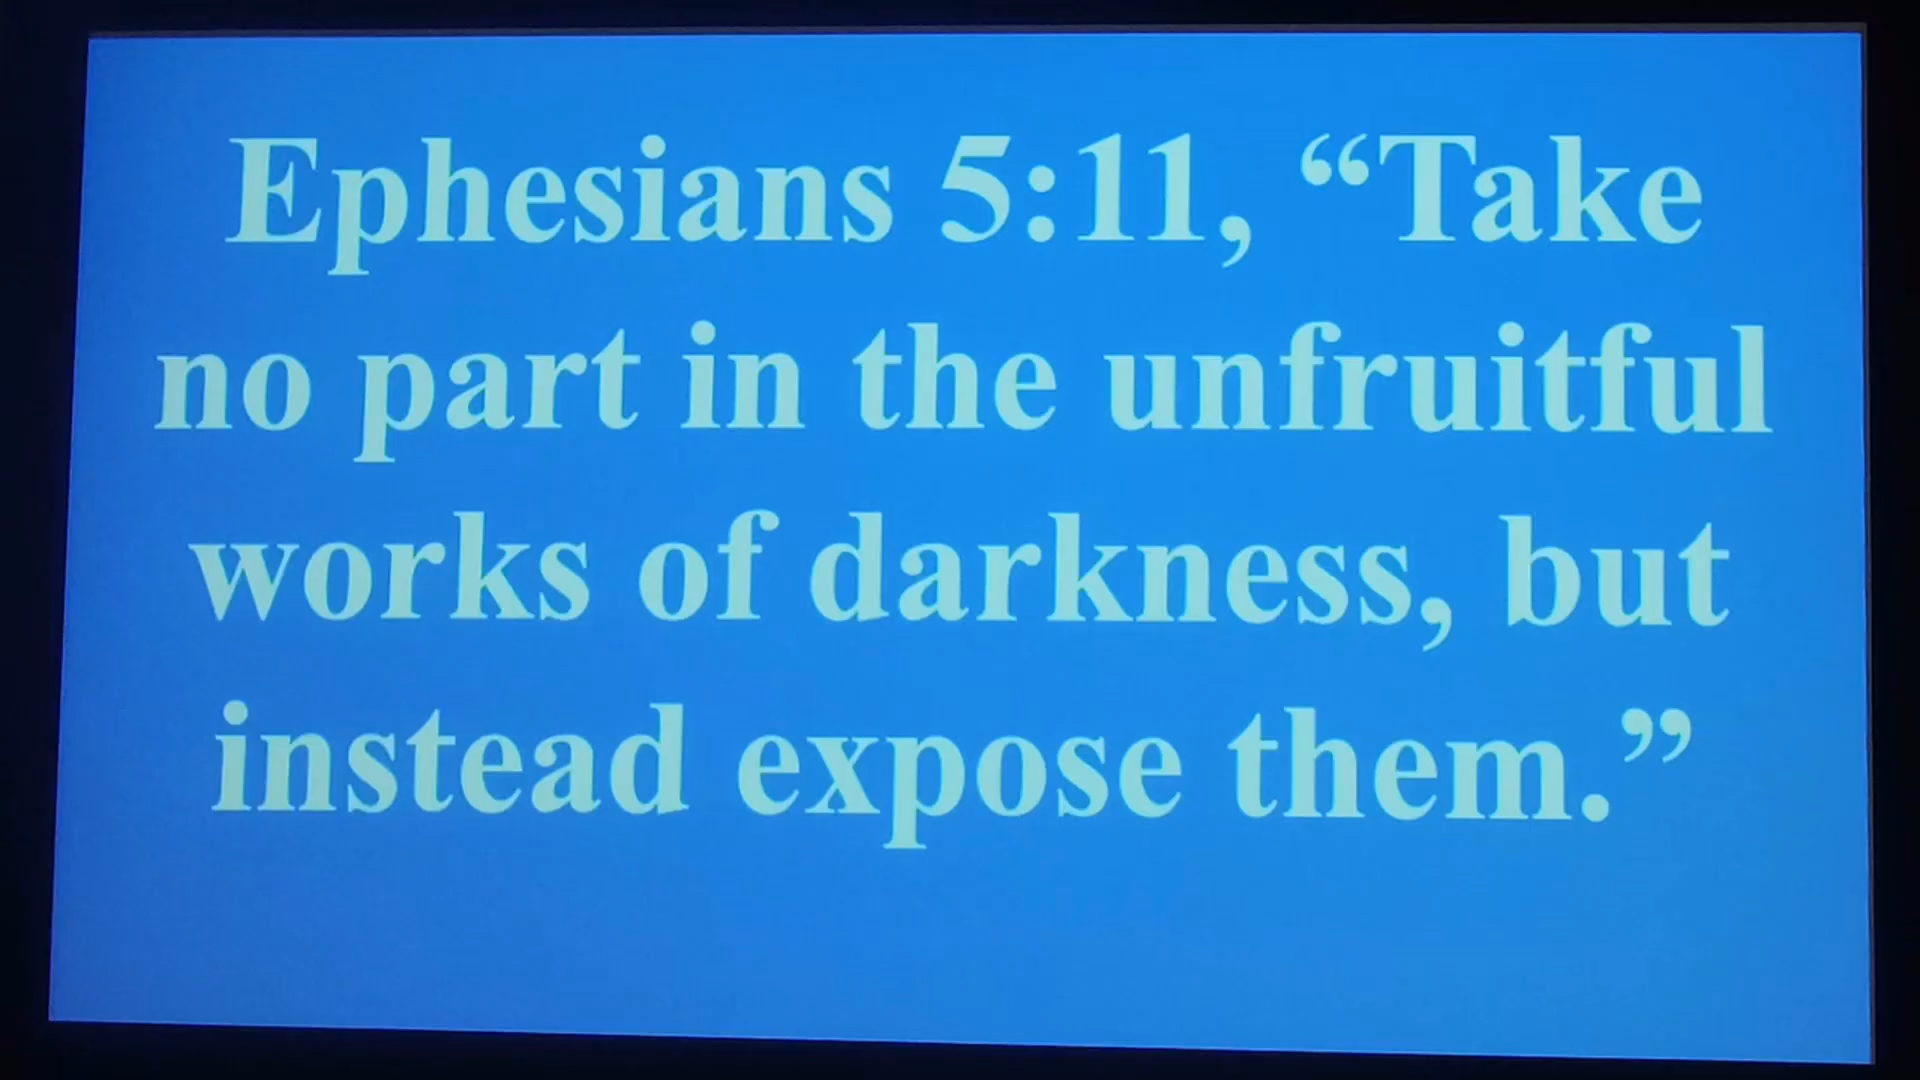 Ephesians 5:11, “Take
no part in the unfruitful
works of darkness, but
instead expose them.”